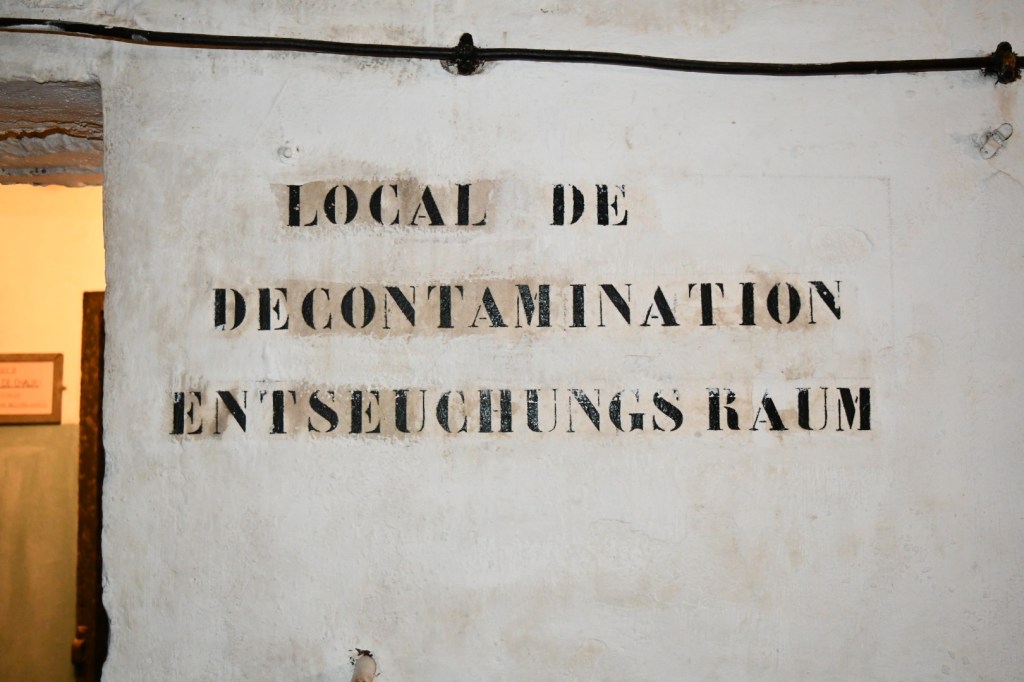 LOCAL DE
DECONTAMINATION
ENTSEUCHUNGS RAUM